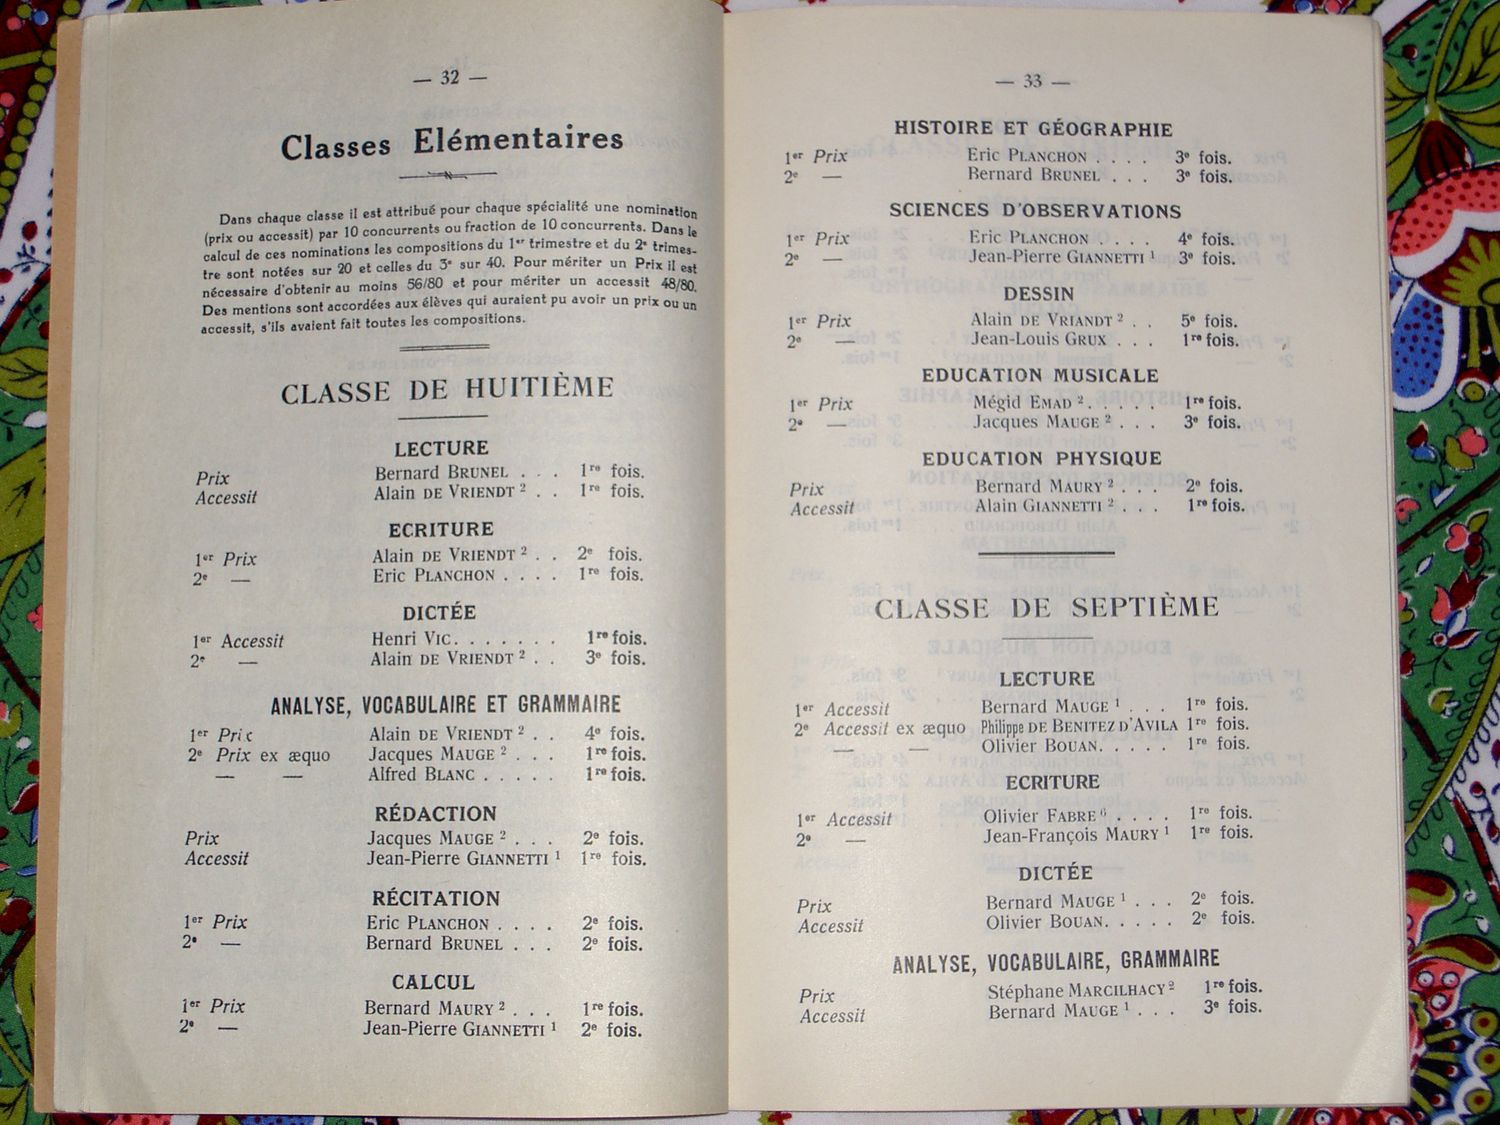 — 32 —
Classes Elémentaires
Dans chaque classe il est attribué pour chaque spécialité une nomination
(prix ou accessit) par 10 concurrents ou fraction de 10 concurrents. Dans le
calcul de ces nominations les compositions du 1er trimestre et du 2e trimes-
tre sont notées sur 20 et celles du 3e sur 40. Pour mériter un Prix il est
nécessaire d'obtenir au moins 56/80 et pour mériter un accessit 48/80.
Des mentions sont accordées aux élèves qui auraient pu avoir un prix ou un
accessit, s'ils avaient fait toutes les compositions.
CLASSE DE HUITIÈME
LECTURE
Prix Bernard BRUNEL . . . 1re fois.
Accessit Alain DE VRIENDT 2 . . 1re fois.
ECRITURE
1er Prix Alain DE VRIENDT 2 . . 2e fois.
2e — Eric PLANCHON . . . . 1re fois.
DICTÉE
1er Accessit Henri VIC. . . . . . . 1re fois.
2e — Alain DE VRIENDT 2 . . 3e fois.
ANALYSE, VOCABULAIRE ET GRAMMAIRE
1er Prix Alain DE VRIENDT 2 . . 4e fois.
2e Prix ex æquo Jacques MAUGE 2 . . . 1re fois.
— — Alfred BLANC . . . . . 1re fois.
RÉDACTION
Prix Jacques MAUGE 2 . . . 2e fois.
Accessit Jean-Pierre GIANNETTI 1 1re fois.
RÉCITATION
1er Prix Eric PLANCHON . . . . 2e fois.
2e — Bernard BRUNEL . . . 2e fois.
CALCUL
1er Prix Bernard MAURY 2 . . . 1re fois.
2e — Jean-Pierre GIANNETTI 1 2e fois.
— 33 —
HISTOIRE ET GÉOGRAPHIE
1er Prix Eric PLANCHON . . . . 3e fois.
2e — Bernard BRUNEL . . . 3e fois.
SCIENCES D'OBSERVATIONS
1er Prix Eric PLANCHON . . . . 4e fois.
2e — Jean-Pierre GIANNETTI 1 3e fois.
DESSIN
1er Prix Alain DE VRIANDT 2 . . 5e fois.
2e — Jean-Louis GRUX . . . 1re fois.
EDUCATION MUSICALE
1er Prix Mégid EMAD 2. . . . . 1re fois.
2e — Jacques MAUGE 2 . . . 3e fois.
EDUCATION PHYSIQUE
Prix Bernard MAURY 2 . . . 2e fois.
Accessit Alain GIANNETTI 2 . . . 1re fois.
CLASSE DE SEPTIÈME
LECTURE
1er Accessit Bernard MAUGE 1 . . . 1re fois.
2e Accessit ex æquo Philippe DE BENITEZ D'AVILA 1re fois.
— — Olivier BOUAN. . . . . 1re fois.
ECRITURE
1er Accessit Olivier FABRE 6 . . . . 1re fois.
2e — Jean-François MAURY 1 1re fois.
DICTÉE
Prix Bernard MAUGE 1 . . . 2e fois.
Accessit Olivier BOUAN. . . . . 2e fois.
ANALYSE, VOCABULAIRE, GRAMMAIRE
Prix Stéphane MARCILHACY 2 1re fois.
Accessit Bernard MAUGE 1 . . . 3e fois.